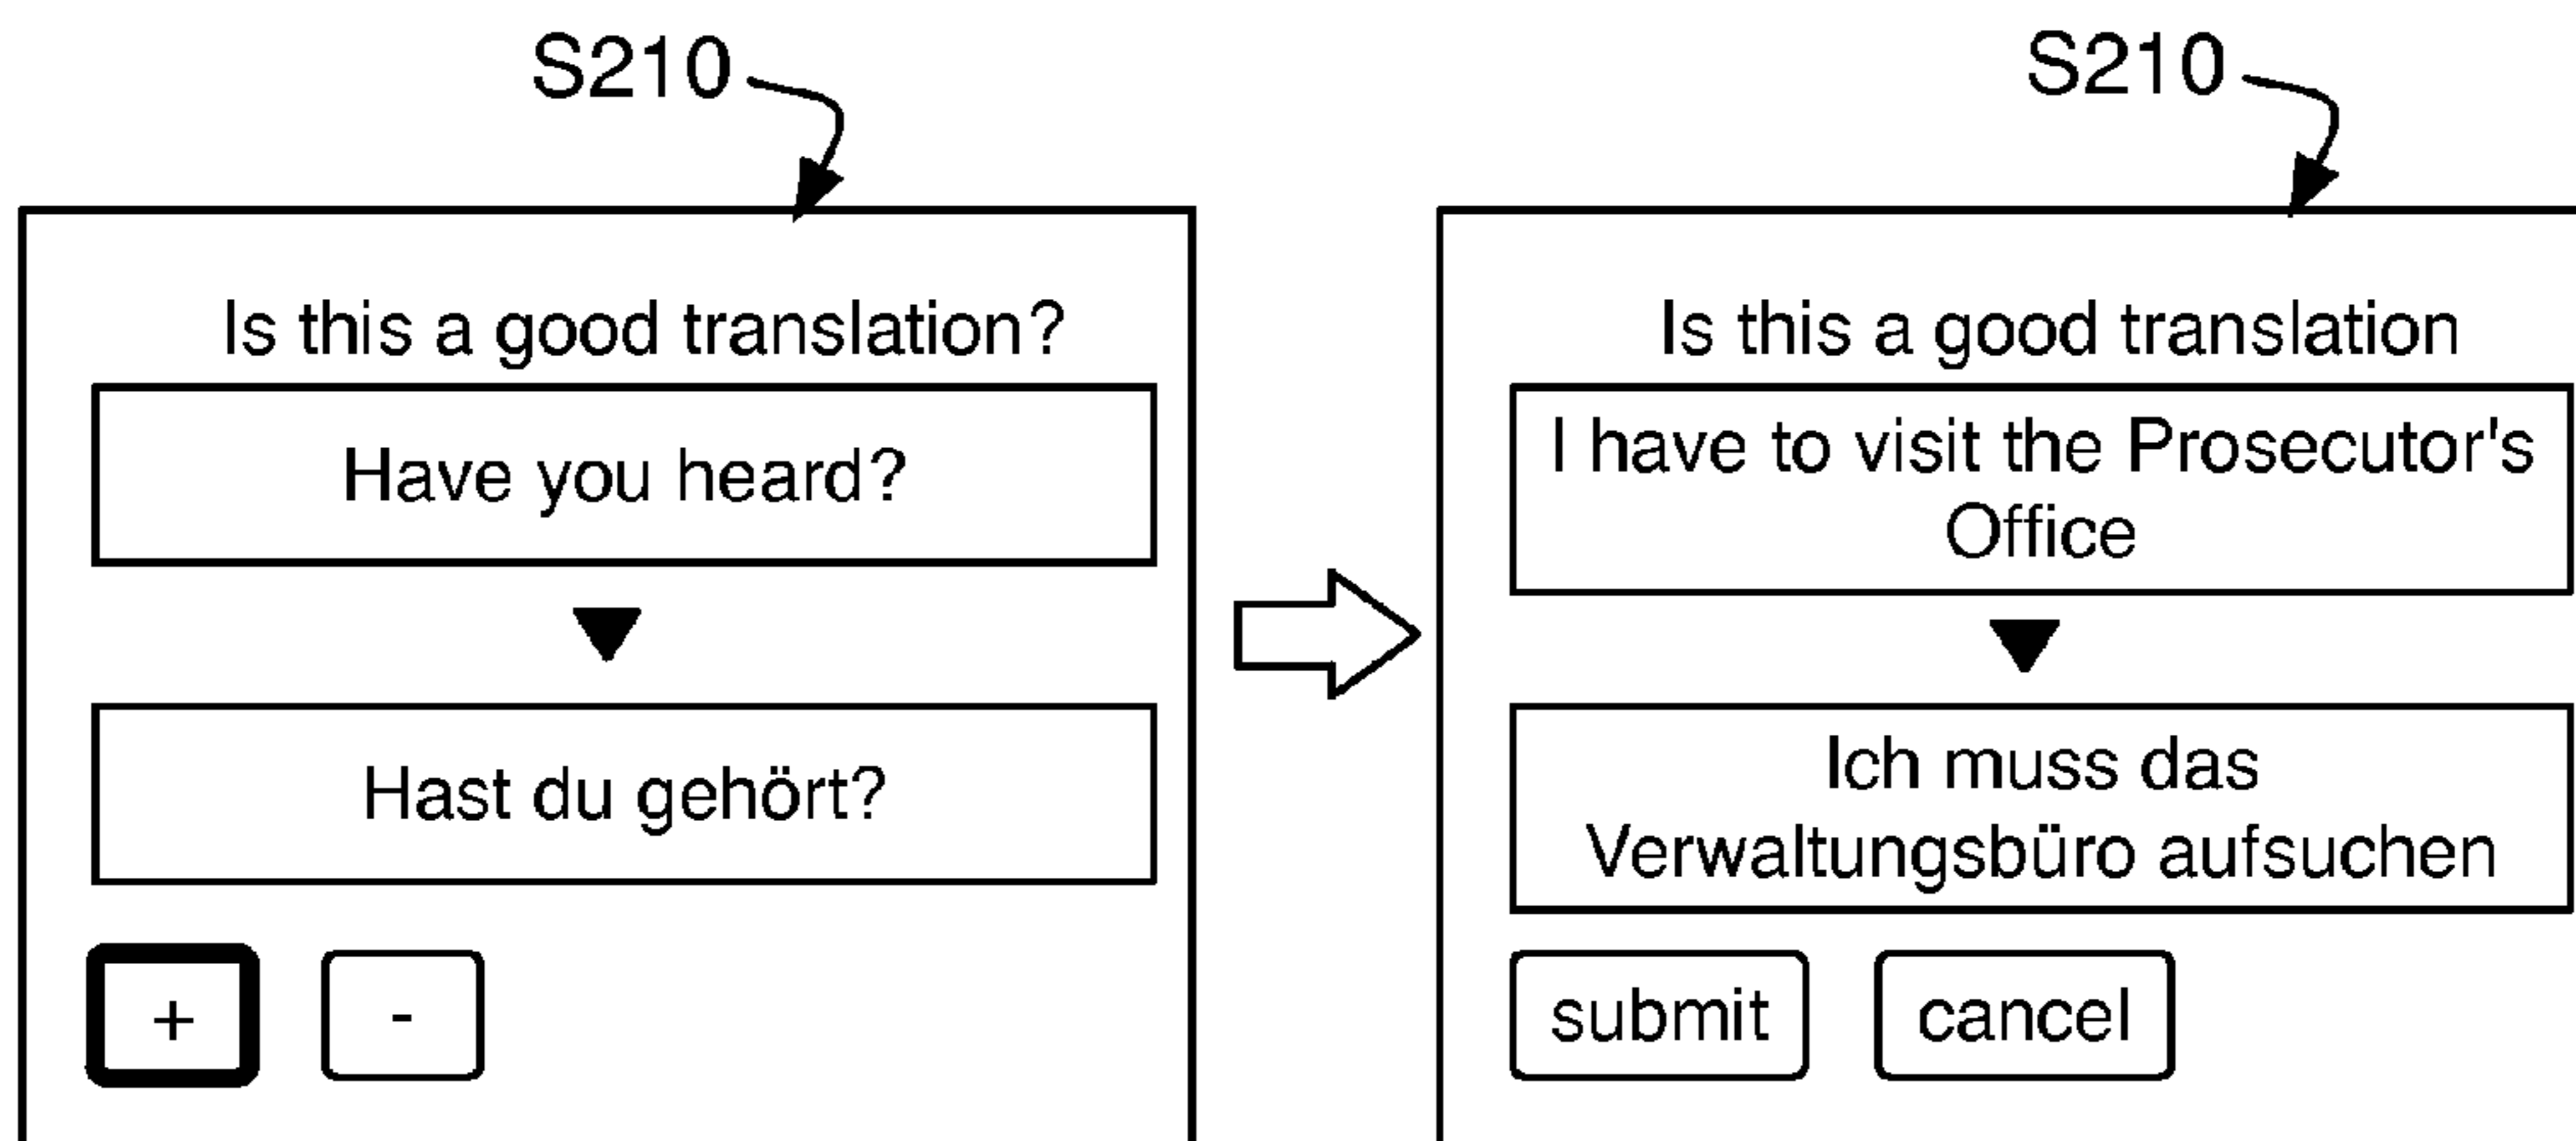 S210
Is this a good translation?
Have you heard?
Hast du gehört?
+ -
S210
Is this a good translation
I have to visit the Prosecutor's
Office
Ich muss das
Verwaltungsbüro aufsuchen
submit cancel